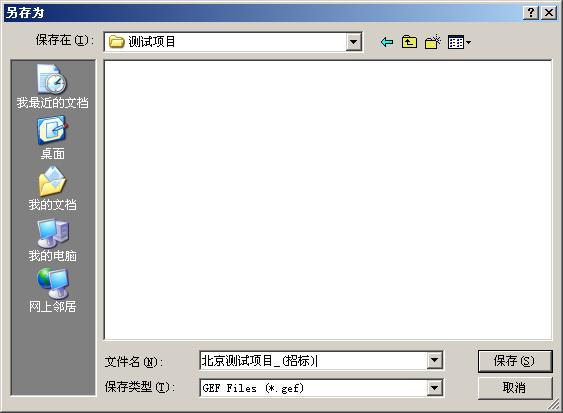 另存为
保存在(I):
测试项目
我最近的文档
桌面
我的文档
我的电脑
网上邻居
文件名(N):
北京测试项目_(招标)
保存(S)
保存类型(T):
GEF Files (*.gef)
取消